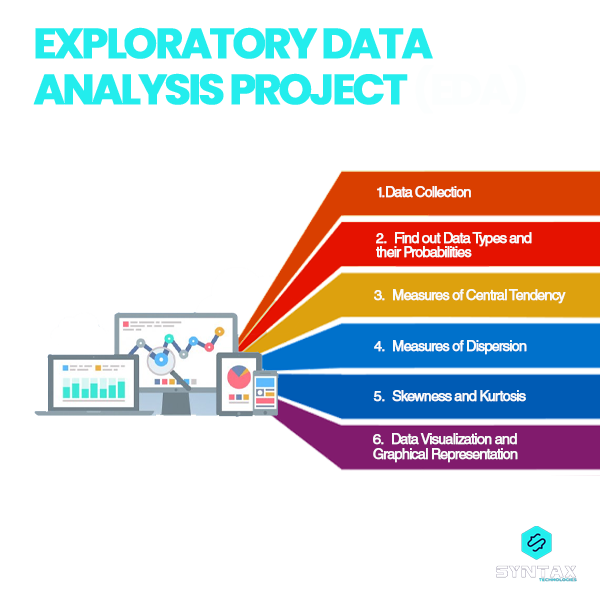 EXPLORATORY DATA
ANALYSIS PROJECT (EDA)
1.Data Collection
2. Find out Data Types and
their Probabilities
3. Measures of Central Tendency
4. Measures of Dispersion
5. Skewness and Kurtosis
6. Data Visualization and
Graphical Representation
SYNTAX
TECHNOLOGIES